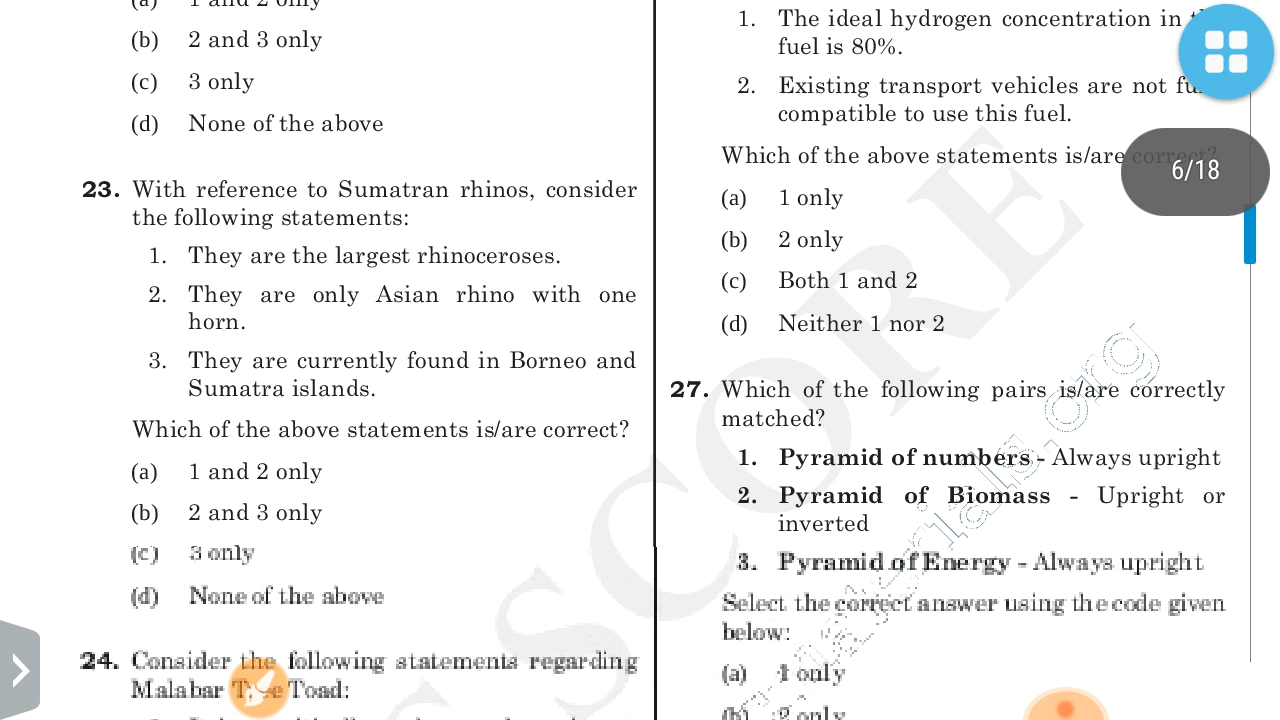 (b) 2 and 3 only
(c) 3 only
(d) None of the above
23. With reference to Sumatran rhinos, consider
the following statements:
1. They are the largest rhinoceroses.
2. They are only Asian rhino with one
horn.
3. They are currently found in Borneo and
Sumatra islands.
Which of the above statements is/are correct?
(a) 1 and 2 only
(b) 2 and 3 only
(c) 3 only
(d) None of the above
24. Consider the following statements regarding
Malabar Toad:
1. The ideal hydrogen concentration in
fuel is 80%.
2. Existing transport vehicles are not
compatible to use this fuel.
Which of the above statements is/are correct?
(a) 1 only
(b) 2 only
(c) Both 1 and 2
(d) Neither 1 nor 2
27. Which of the following pairs is/are correctly
matched?
1. Pyramid of numbers - Always upright
2. Pyramid of Biomass - Upright or
inverted
3. Pyramid of Energy - Always upright
Select the correct answer using the code given
below:
(a) 1 only
6/18
SCORE